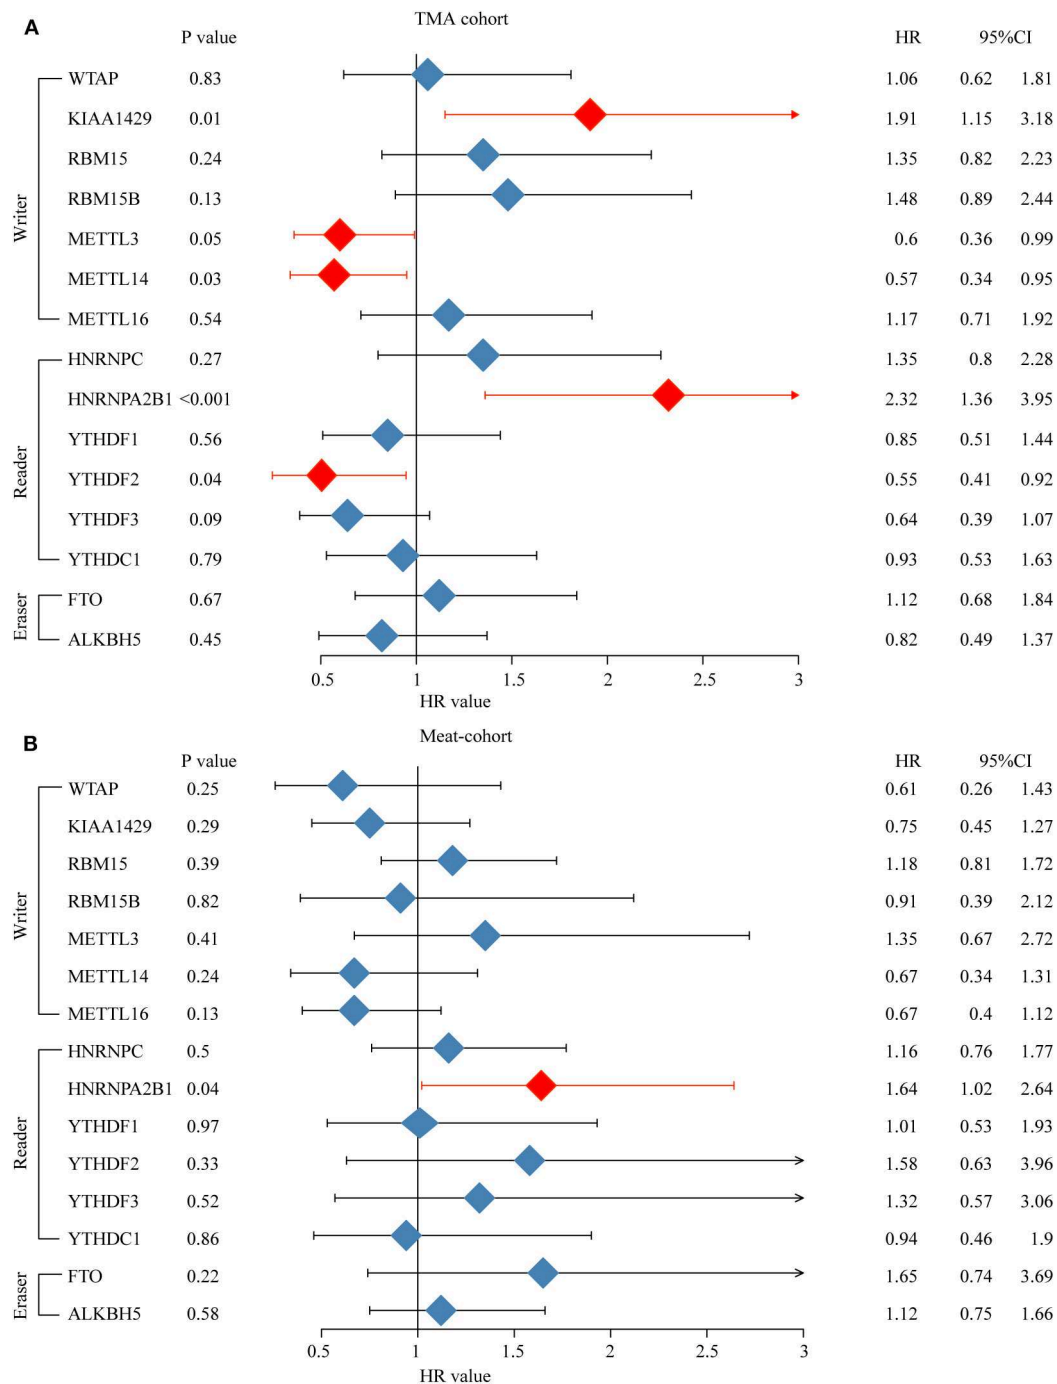 A
TMA cohort
P value HR 95%CI
WTAP 0.83 1.06 0.62 1.81
KIAA1429 0.01 1.91 1.15 3.18
RBM15 0.24 1.35 0.82 2.23
RBM15B 0.13 1.48 0.89 2.44
Writer
METTL3 0.05 0.6 0.36 0.99
METTL14 0.03 0.57 0.34 0.95
METTL16 0.54 1.17 0.71 1.92
HNRNPC 0.27 1.35 0.8 2.28
HNRNPA2B1 <0.001 2.32 1.36 3.95
YTHDF1 0.56 0.85 0.51 1.44
Reader
YTHDF2 0.04 0.55 0.41 0.92
YTHDF3 0.09 0.64 0.39 1.07
YTHDC1 0.79 0.93 0.53 1.63
Eraser
FTO 0.67 1.12 0.68 1.84
ALKBH5 0.45 0.82 0.49 1.37
0.5 1 1.5 2 2.5 3
HR value
B
Meat-cohort
P value HR 95%CI
WTAP 0.25 0.61 0.26 1.43
KIAA1429 0.29 0.75 0.45 1.27
RBM15 0.39 1.18 0.81 1.72
RBM15B 0.82 0.91 0.39 2.12
Writer
METTL3 0.41 1.35 0.67 2.72
METTL14 0.24 0.67 0.34 1.31
METTL16 0.13 0.67 0.4 1.12
HNRNPC 0.5 1.16 0.76 1.77
HNRNPA2B1 0.04 1.64 1.02 2.64
YTHDF1 0.97 1.01 0.53 1.93
Reader
YTHDF2 0.33 1.58 0.63 3.96
YTHDF3 0.52 1.32 0.57 3.06
YTHDC1 0.86 0.94 0.46 1.9
Eraser
FTO 0.22 1.65 0.74 3.69
ALKBH5 0.58 1.12 0.75 1.66
0.5 1 1.5 2 2.5 3
HR value